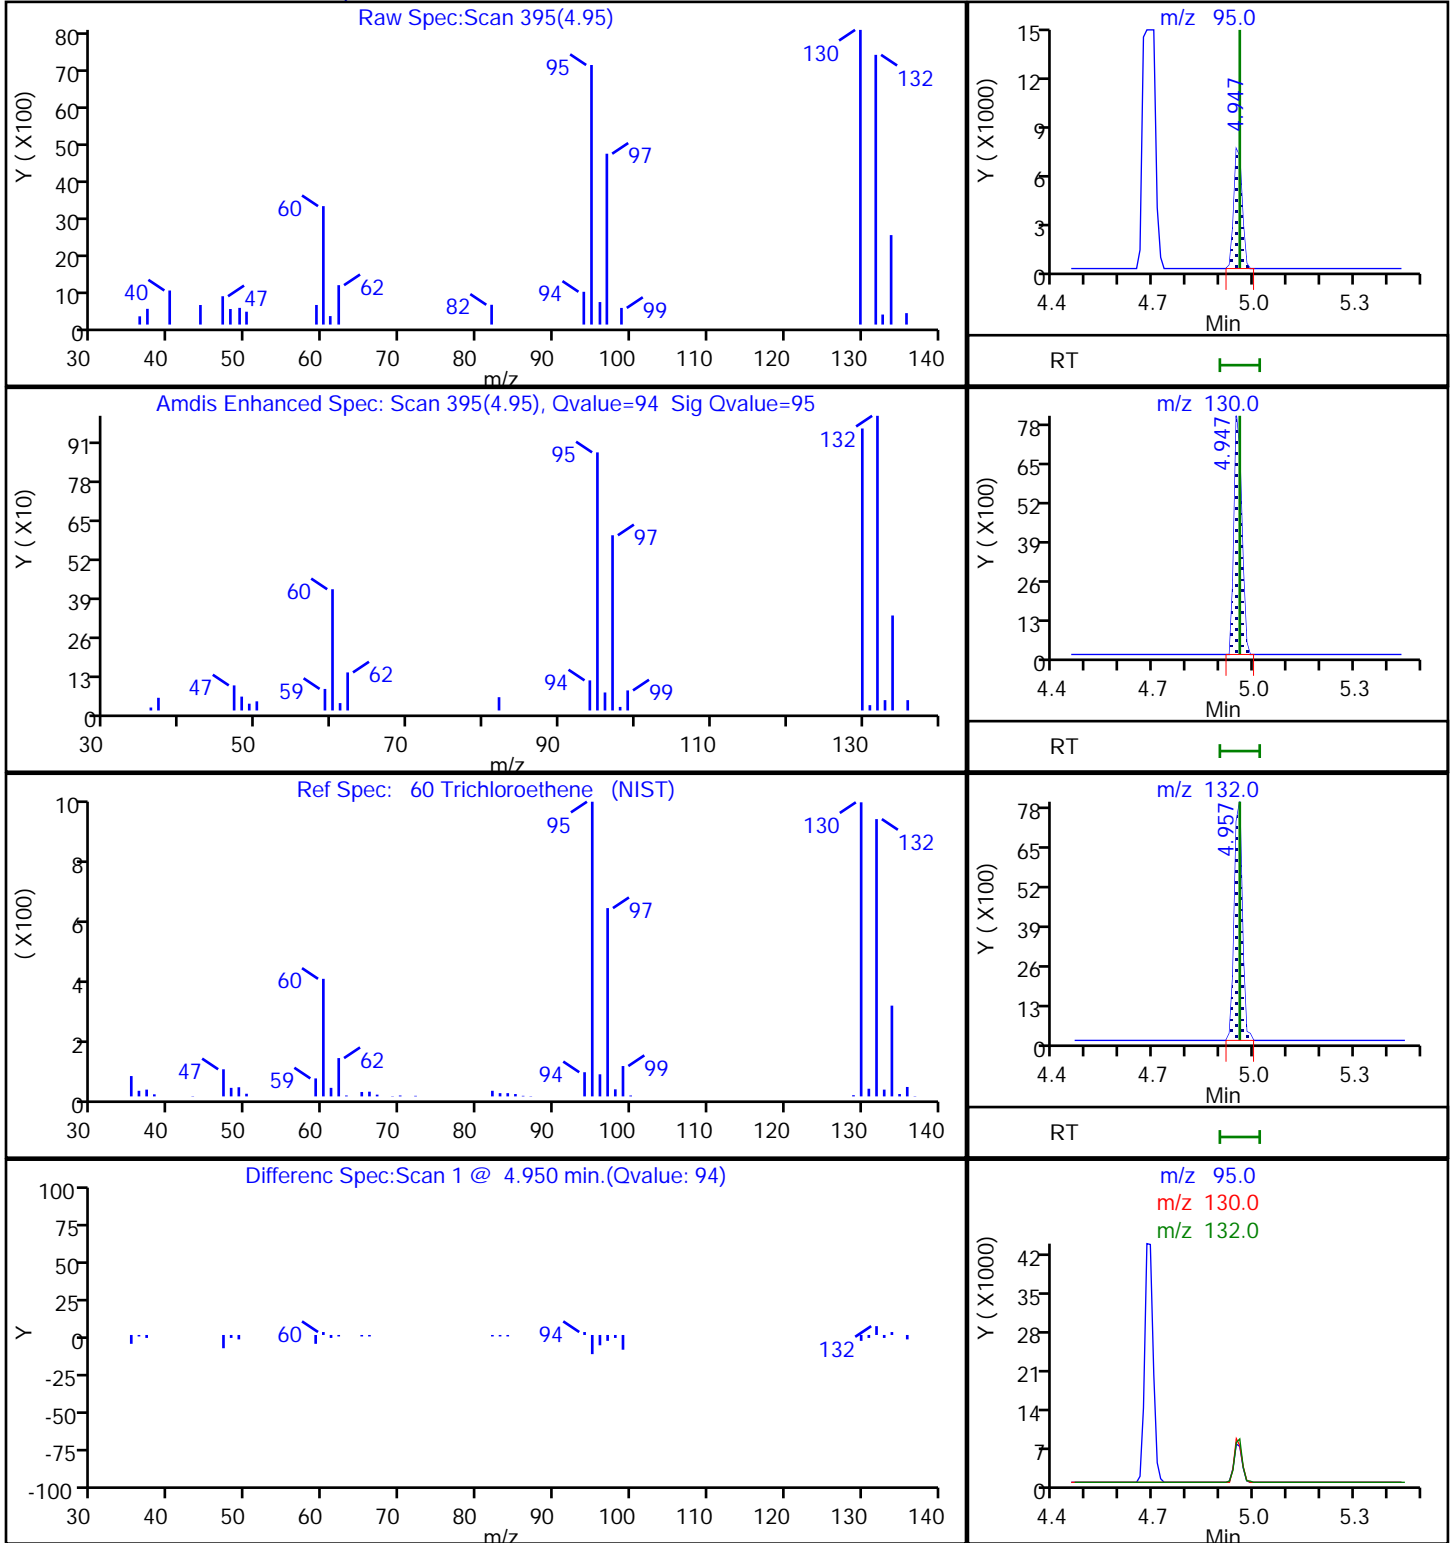 Raw Spec:Scan 395(4.95)
Y ( X100)
80
70
60
50
40
30
20
10
0
130
132
95
97
60
40
47
62
82
94
99
30 40 50 60 70 80 90 100 110 120 130 140
m/z
m/z 95.0
Y ( X1000)
15
12
9
6
3
0
4.947
4.4 4.7 5.0 5.3
Min
RT
Amdis Enhanced Spec: Scan 395(4.95), Qvalue=94 Sig Qvalue=95
Y ( X10)
91
78
65
52
39
26
13
0
132
95
97
60
47
59
62
94
99
30 50 70 90 110 130
m/z
m/z 130.0
Y ( X100)
78
65
52
39
26
13
0
4.947
4.4 4.7 5.0 5.3
Min
RT
Ref Spec: 60 Trichloroethene (NIST)
( X100)
10
8
6
4
2
0
95
130
132
97
60
47
59
62
94
99
30 40 50 60 70 80 90 100 110 120 130 140
m/z 132.0
Y ( X100)
78
65
52
39
26
13
0
4.957
4.4 4.7 5.0 5.3
Min
RT
Differenc Spec:Scan 1 @ 4.950 min.(Qvalue: 94)
Y
100
75
50
25
0
-25
-50
-75
-100
60
94
132
30 40 50 60 70 80 90 100 110 120 130 140
m/z
m/z 95.0
m/z 130.0
m/z 132.0
Y ( X1000)
42
35
28
21
14
7
0
4.4 4.7 5.0 5.3
Min